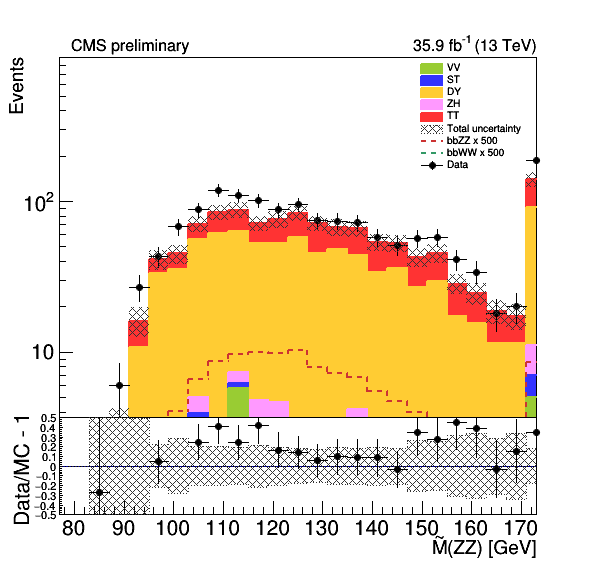 CMS preliminary
35.9 fb-1 (13 TeV)
Events
VV
ST
DY
ZH
TT
Total uncertainty
bbZZ x 500
bbWW x 500
Data
10²
10
Data/MC - 1
0.5
0.4
0.3
0.2
0.1
0
-0.1
-0.2
-0.3
-0.4
-0.5
80 90 100 110 120 130 140 150 160 170
M̃(ZZ) [GeV]